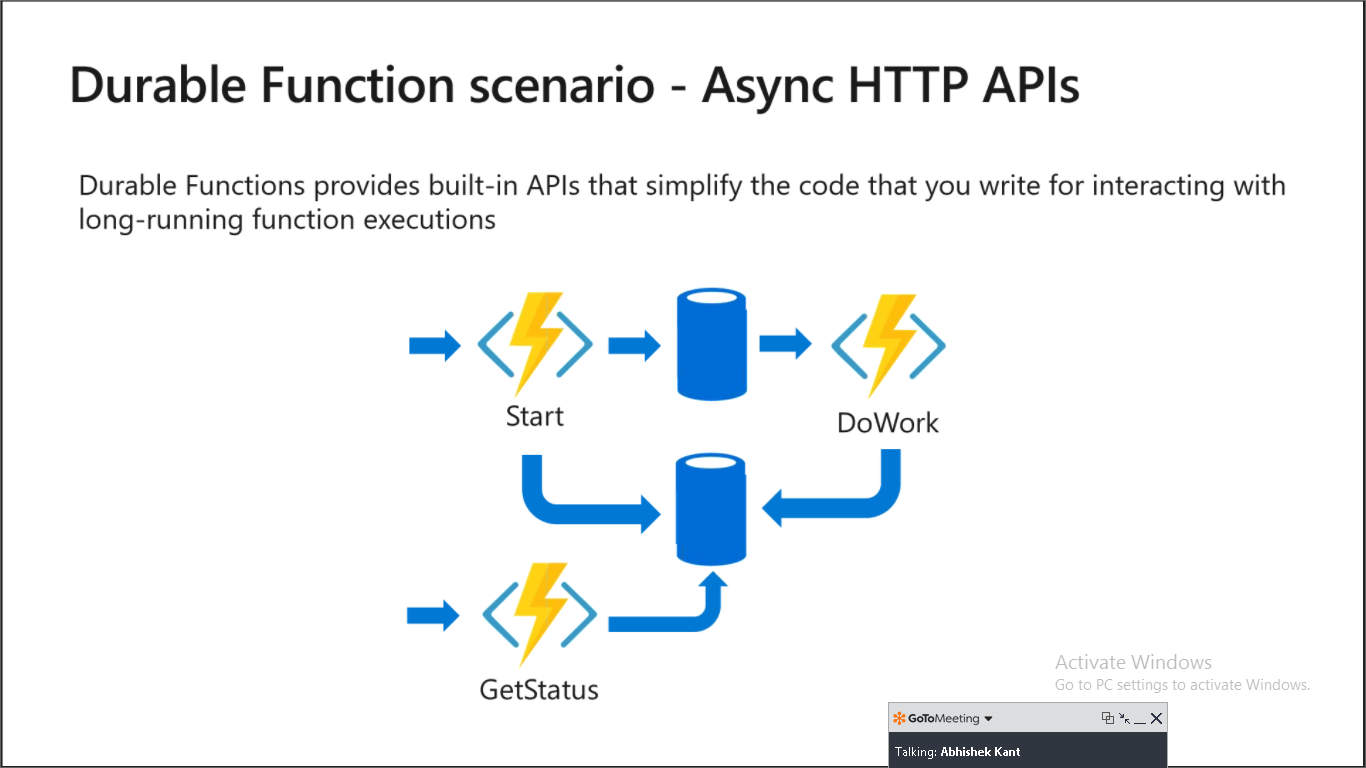 Durable Function scenario - Async HTTP APIs
Durable Functions provides built-in APIs that simplify the code that you write for interacting with
long-running function executions
Start
DoWork
GetStatus
Activate Windows
Go to PC settings to activate Windows.
GoToMeeting
Talking: Abhishek Kant